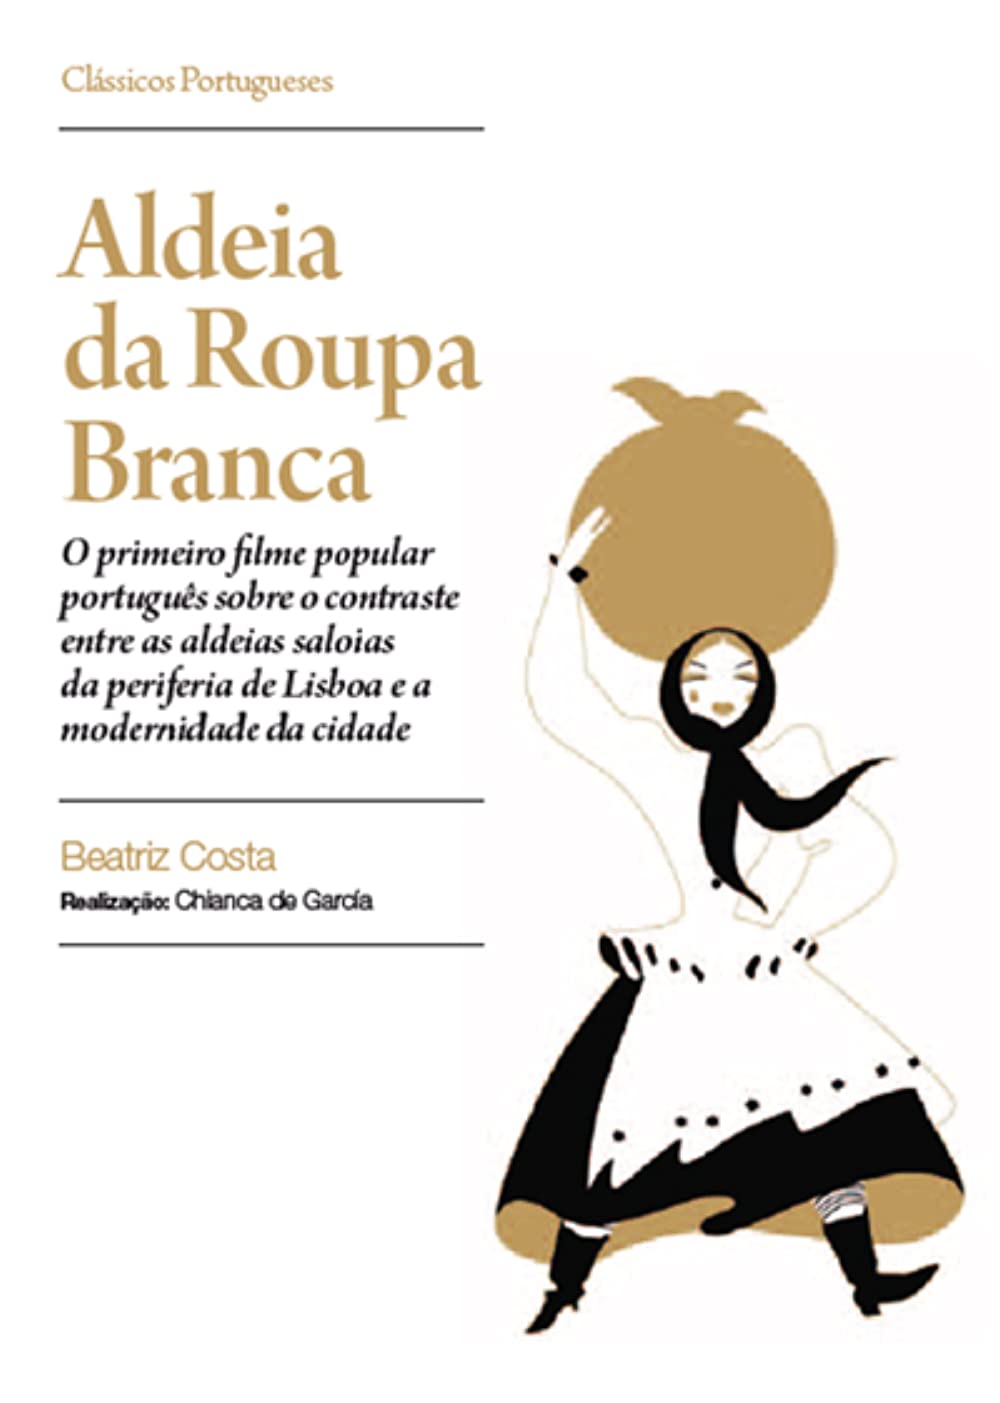 Clássicos Portugueses
Aldeia
da Roupa
Branca
O primeiro filme popular
português sobre o contraste
entre as aldeias saloias
da periferia de Lisboa e a
modernidade da cidade
Beatriz Costa
Realização: Chianca de García